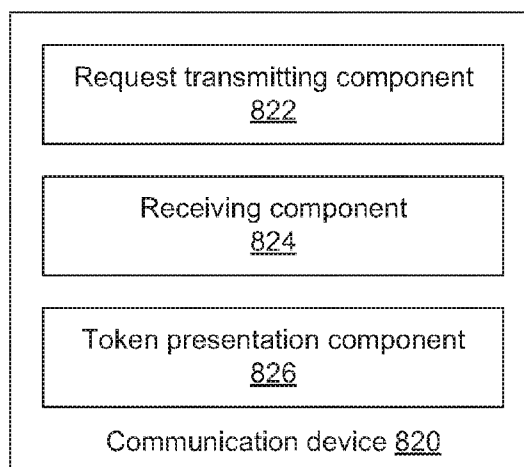 Request transmitting component
822
Receiving component
824
Token presentation component
826
Communication device 820